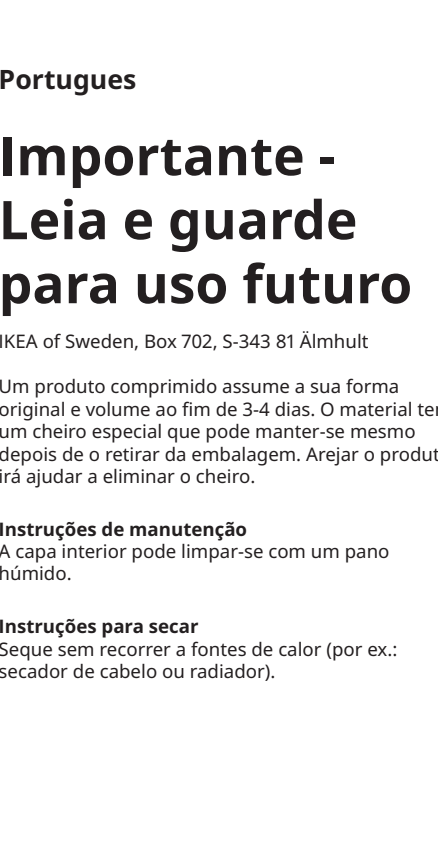 Portugues
Importante -
Leia e guarde
para uso futuro
IKEA of Sweden, Box 702, S-343 81 Älmhult
Um produto comprimido assume a sua forma
original e volume ao fim de 3-4 dias. O material te
um cheiro especial que pode manter-se mesmo
depois de o retirar da embalagem. Arejar o produt
irá ajudar a eliminar o cheiro.
Instruções de manutenção
A capa interior pode limpar-se com um pano
húmido.
Instruções para secar
Seque sem recorrer a fontes de calor (por ex.:
secador de cabelo ou radiador).